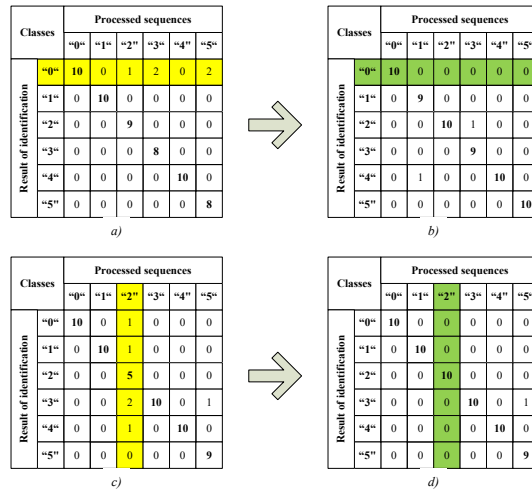 Classes Processed sequences
“0“ “1“ “2” “3“ “4” “5“
Result of identification
“0“ 10 0 1 2 0 2
“1“ 0 10 0 0 0 0
“2“ 0 0 9 0 0 0
“3“ 0 0 0 8 0 0
“4“ 0 0 0 0 10 0
“5” 0 0 0 0 0 8
a)
Classes Processed sequences
“0“ “1“ “2” “3“ “4” “5“
Result of identification
“0“ 10 0 0 0 0 0
“1“ 0 9 0 0 0 0
“2“ 0 0 10 1 0 0
“3“ 0 0 0 9 0 0
“4“ 0 1 0 0 10 0
“5” 0 0 0 0 0 10
b)
Classes Processed sequences
“0“ “1“ “2” “3“ “4” “5“
Result of identification
“0“ 10 0 1 0 0 0
“1“ 0 10 1 0 0 0
“2“ 0 0 5 0 0 0
“3“ 0 0 2 10 0 1
“4“ 0 0 1 0 10 0
“5” 0 0 0 0 0 9
c)
Classes Processed sequences
“0“ “1“ “2” “3“ “4” “5“
Result of identification
“0“ 10 0 0 0 0 0
“1“ 0 10 0 0 0 0
“2“ 0 0 10 0 0 0
“3“ 0 0 0 10 0 1
“4“ 0 0 0 0 10 0
“5” 0 0 0 0 0 9
d)